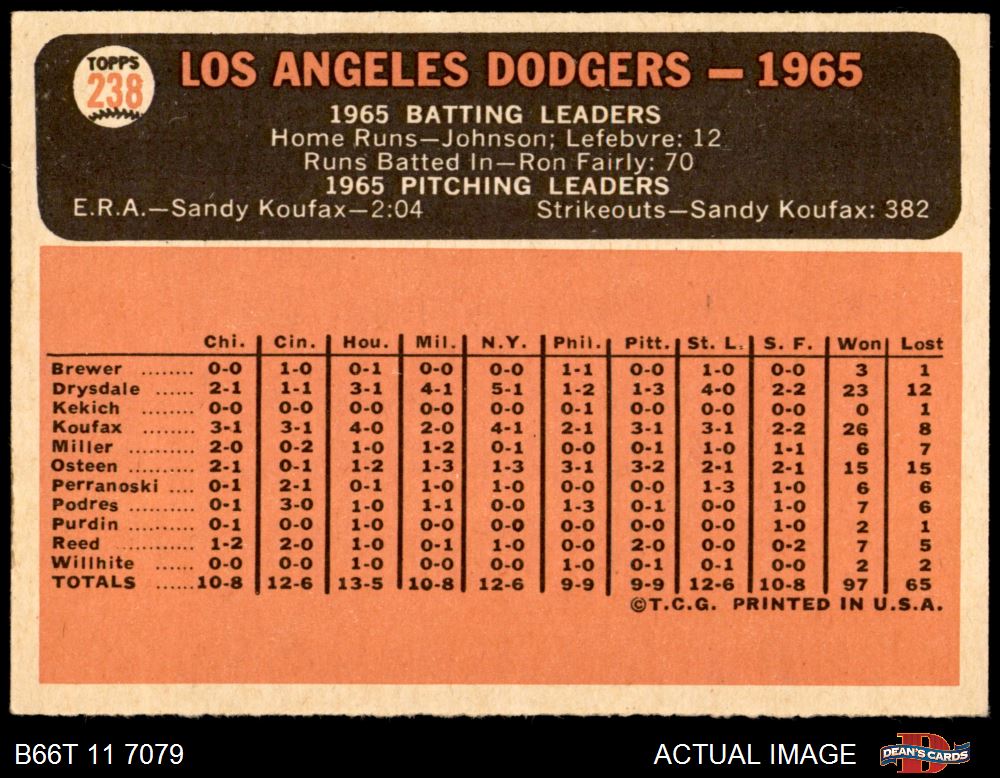 TOPPS
238
LOS ANGELES DODGERS — 1965
1965 BATTING LEADERS
Home Runs—Johnson; Lefebvre: 12
Runs Batted In—Ron Fairly: 70
1965 PITCHING LEADERS
E.R.A.—Sandy Koufax—2:04 Strikeouts—Sandy Koufax: 382
Chi. Cin. Hou. Mil. N.Y. Phil. Pitt. St. L. S. F. Won Lost
Brewer ........ 0-0 1-0 0-1 0-0 0-0 1-1 0-0 1-0 0-0 3 1
Drysdale ...... 2-1 1-1 3-1 4-1 5-1 1-2 1-3 4-0 2-2 23 12
Kekich ........ 0-0 0-0 0-0 0-0 0-0 0-1 0-0 0-0 0-0 0 1
Koufax ........ 3-1 3-1 4-0 2-0 4-1 2-1 3-1 3-1 2-2 26 8
Miller ......... 2-0 0-2 1-0 1-2 0-1 0-0 0-1 1-0 1-1 6 7
Osteen ........ 2-1 0-1 1-2 1-3 1-3 3-1 3-2 2-1 2-1 15 15
Perranoski .... 0-1 2-1 0-1 1-0 1-0 0-0 0-0 1-3 1-0 6 6
Podres ........ 0-1 3-0 1-0 1-1 0-0 1-3 0-1 0-0 1-0 7 6
Purdin ........ 0-1 0-0 1-0 0-0 0-0 0-0 0-0 0-0 1-0 2 1
Reed .......... 1-2 2-0 1-0 0-1 1-0 0-0 2-0 0-0 0-2 7 5
Willhite ...... 0-0 0-0 1-0 0-0 0-0 1-0 0-1 0-1 0-0 2 2
TOTALS ...... 10-8 12-6 13-5 10-8 12-6 9-9 9-9 12-6 10-8 97 65
©T.C.G. PRINTED IN U.S.A.
B66T 11 7079 ACTUAL IMAGE D DEAN'S CARDS